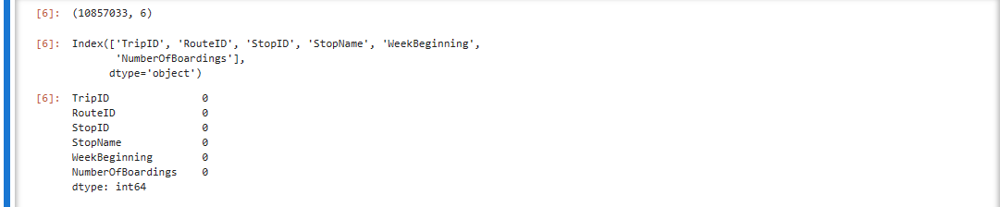 [6]: (10857033, 6)
[6]: Index(['TripID', 'RouteID', 'StopID', 'StopName', 'WeekBeginning',
'NumberOfBoardings'],
dtype='object')
[6]: TripID 0
RouteID 0
StopID 0
StopName 0
WeekBeginning 0
NumberOfBoardings 0
dtype: int64